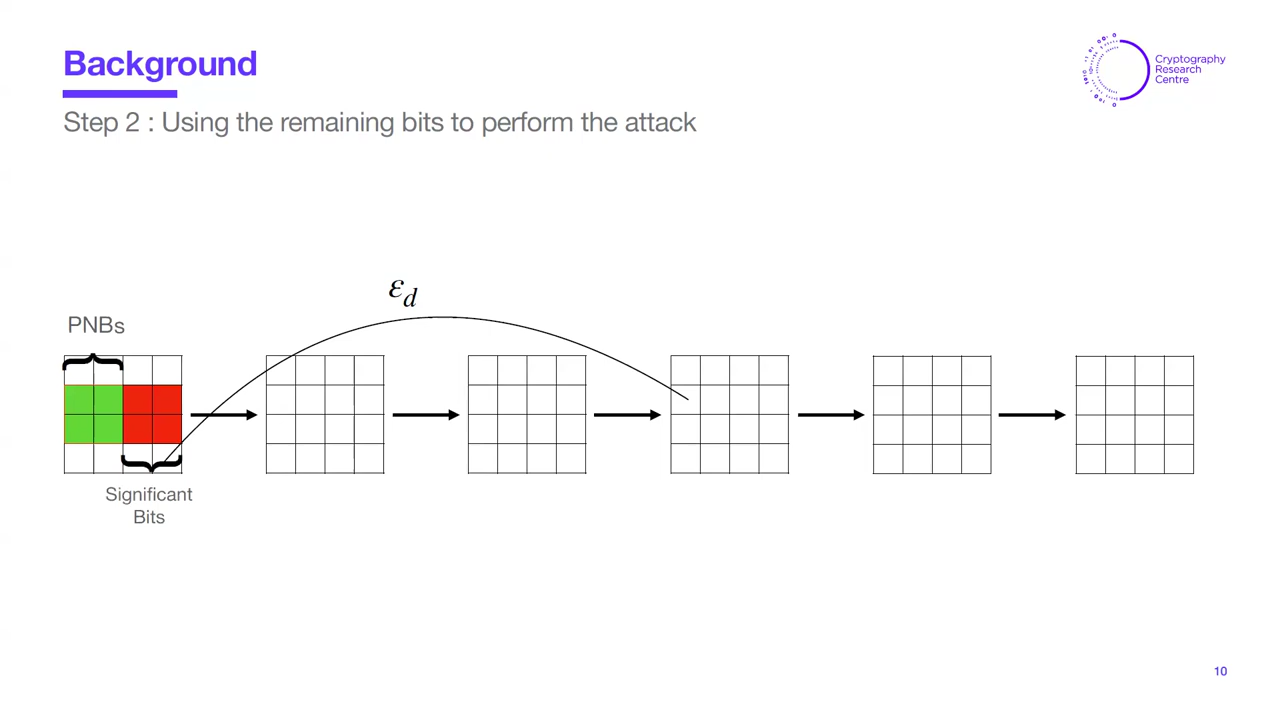 Background
Cryptography
Research
Centre
Step 2 : Using the remaining bits to perform the attack
εd
PNBs
Significant
Bits
10